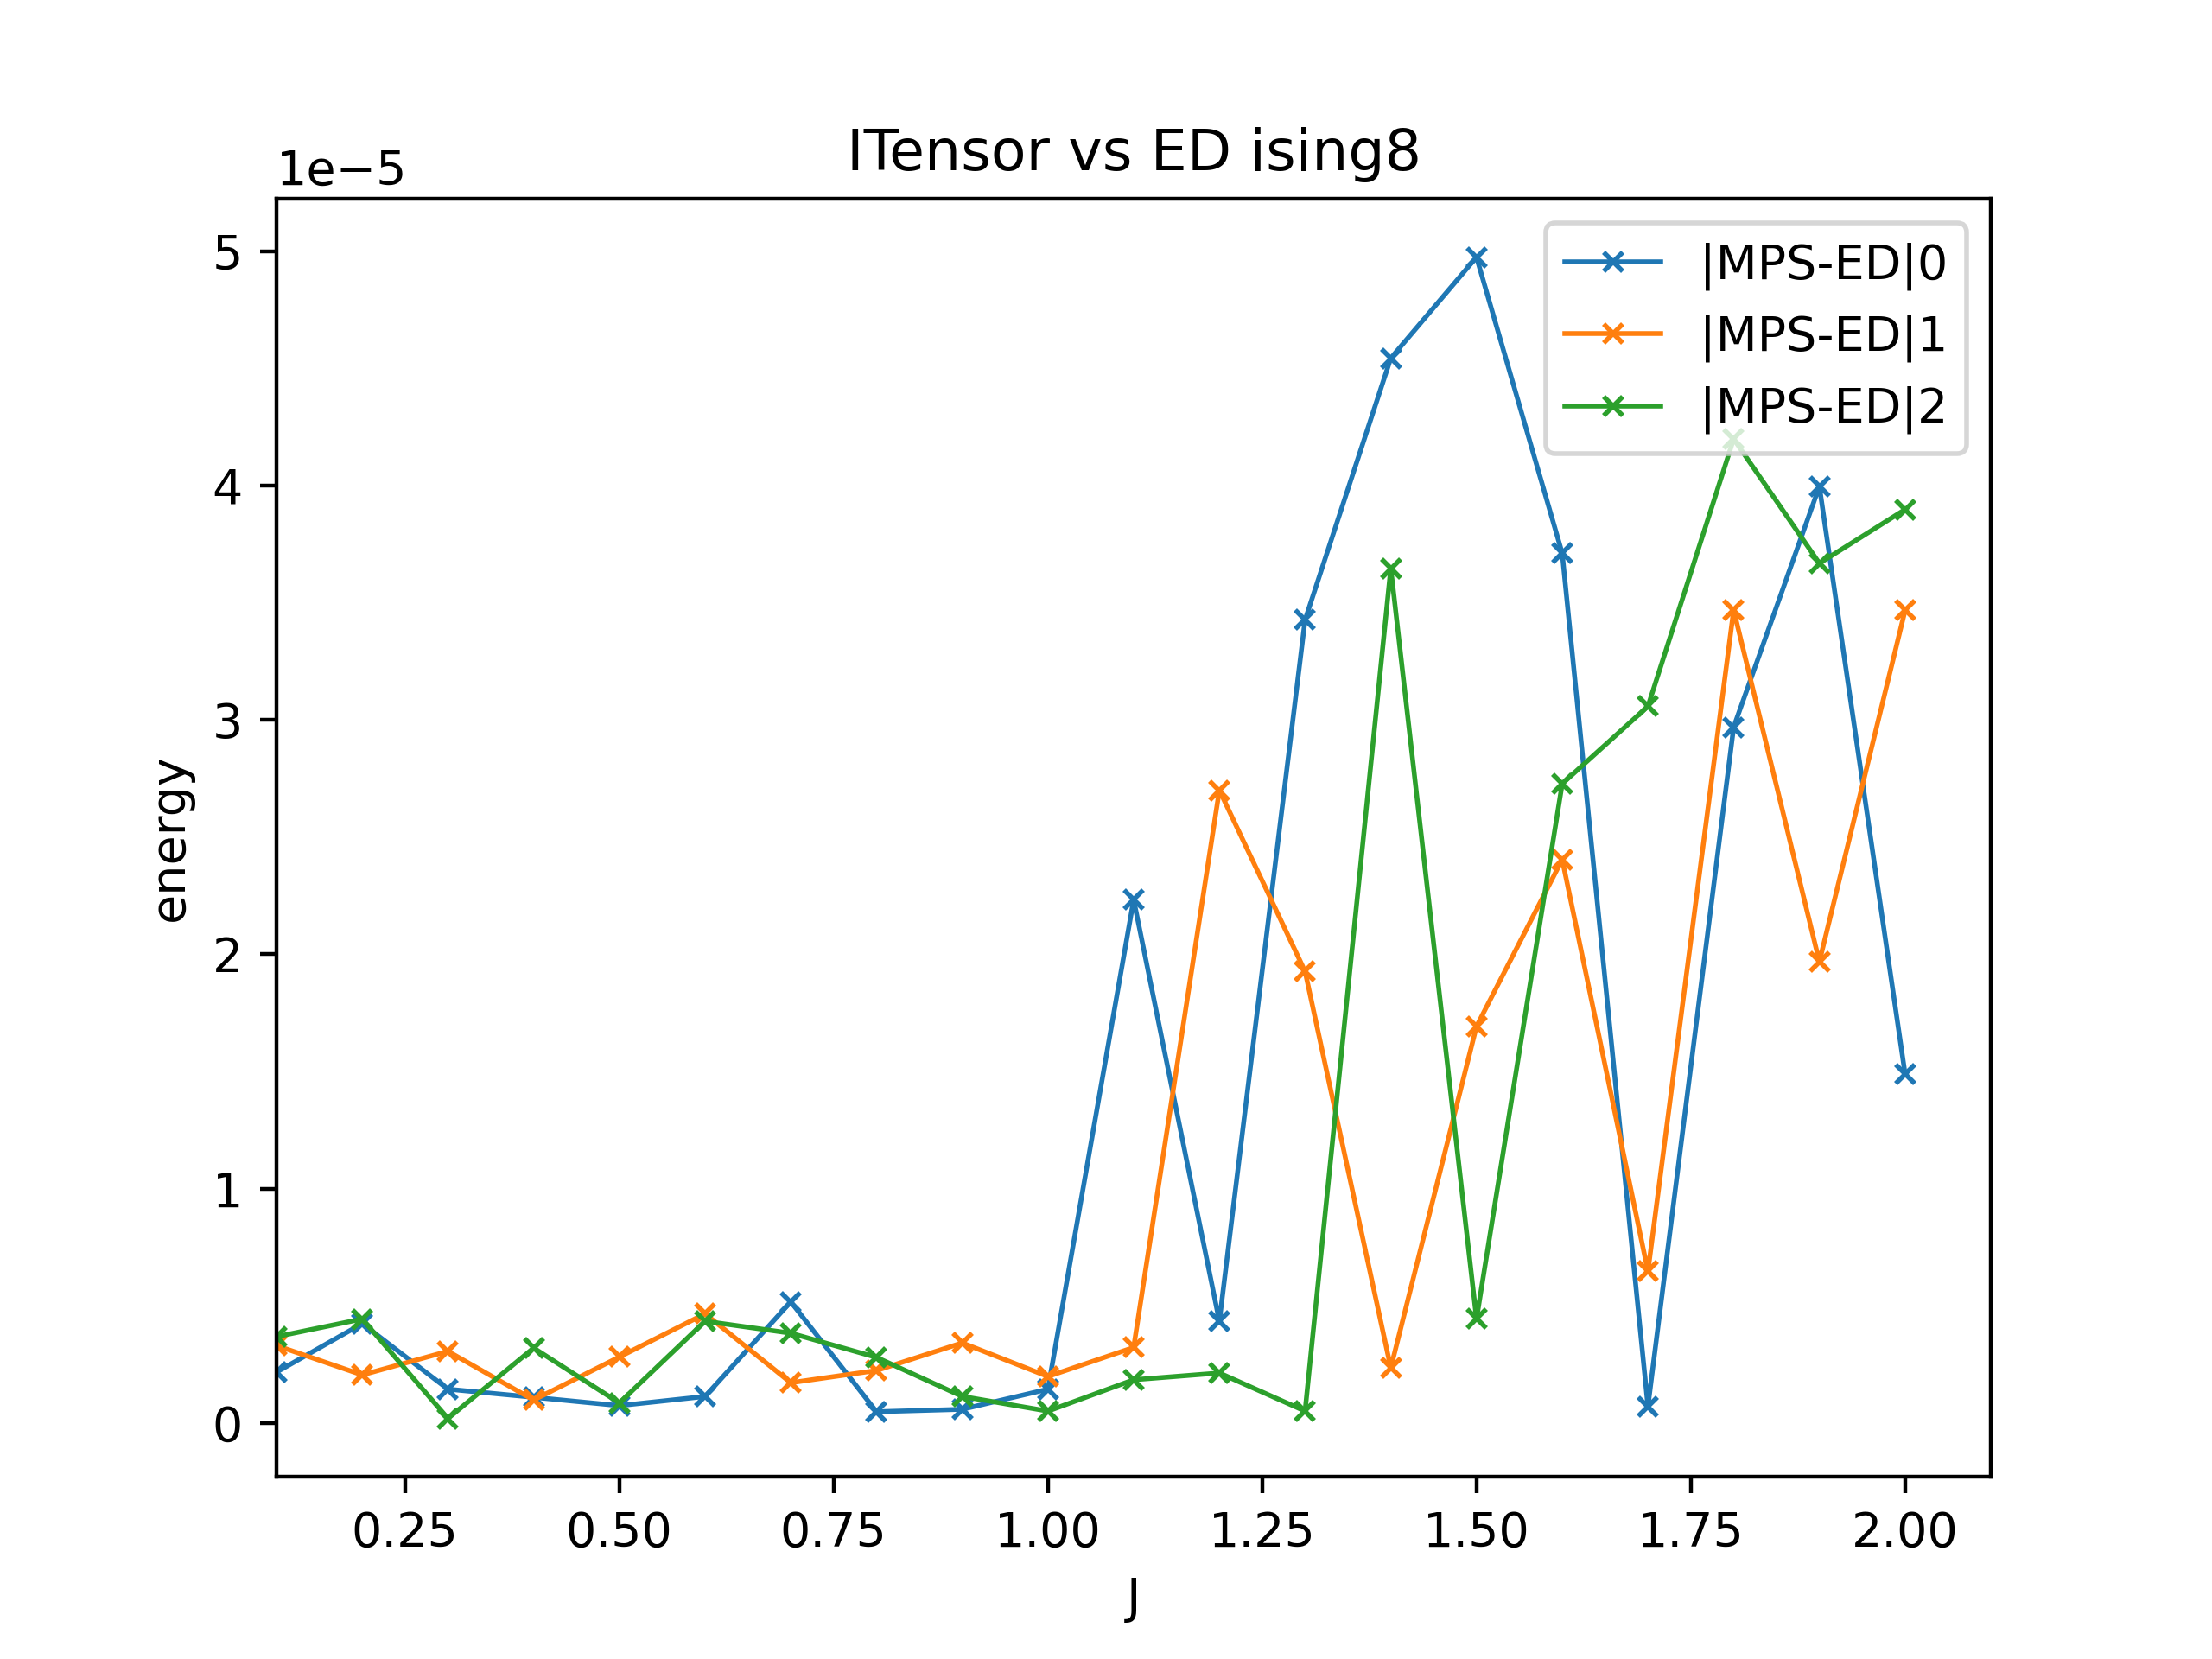 ITensor vs ED ising8
1e−5
|MPS-ED|0
|MPS-ED|1
|MPS-ED|2
5
4
3
2
1
0
energy
0.25 0.50 0.75 1.00 1.25 1.50 1.75 2.00
J